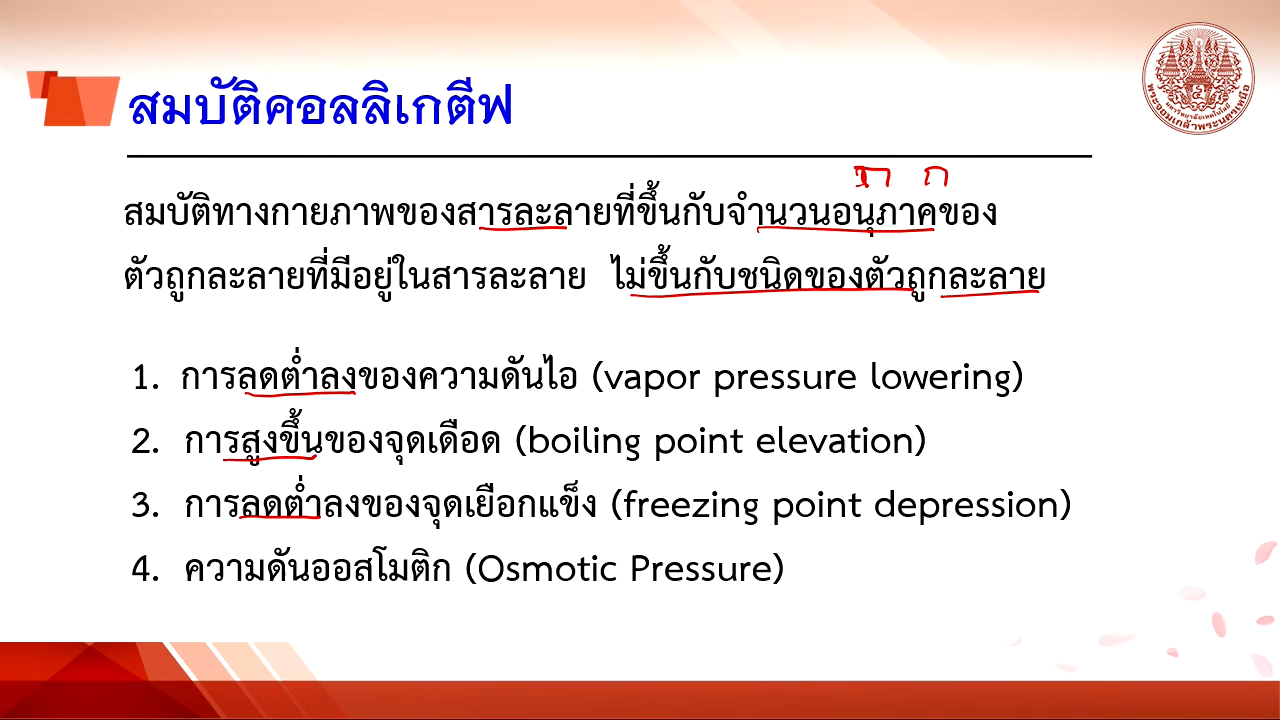 สมบัติคอลลิเกตีฟ
สมบัติทางกายภาพของสารละลายที่ขึ้นกับจำนวนอนุภาคของ
ตัวถูกละลายที่มีอยู่ในสารละลาย ไม่ขึ้นกับชนิดของตัวถูกละลาย
1. การลดต่ำลงของความดันไอ (vapor pressure lowering)
2. การสูงขึ้นของจุดเดือด (boiling point elevation)
3. การลดต่ำลงของจุดเยือกแข็ง (freezing point depression)
4. ความดันออสโมติก (Osmotic Pressure)